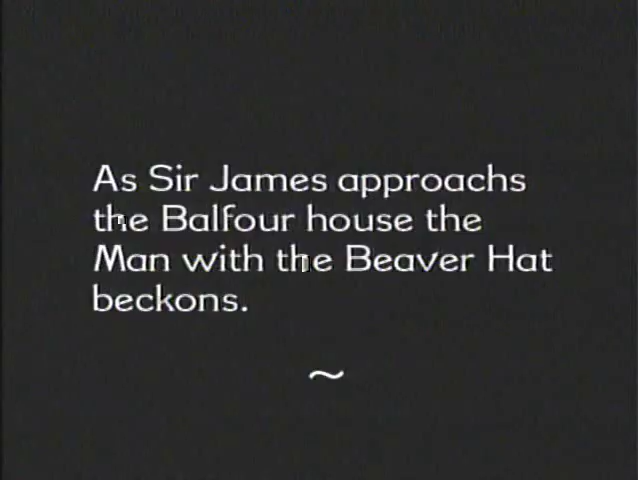 As Sir James approachs
the Balfour house the
Man with the Beaver Hat
beckons.
~